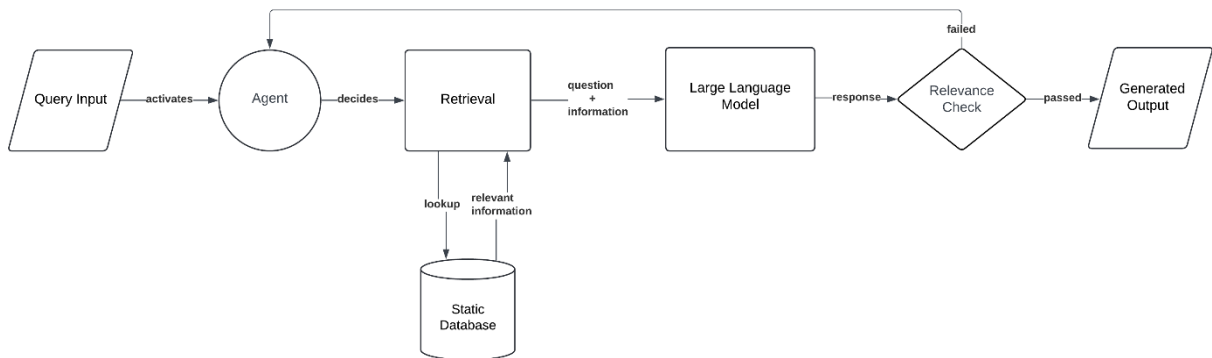 failed
Query Input
activates
Agent
decides
Retrieval
question
+
information
Large Language
Model
response
Relevance
Check
passed
Generated
Output
lookup
relevant
information
Static
Database